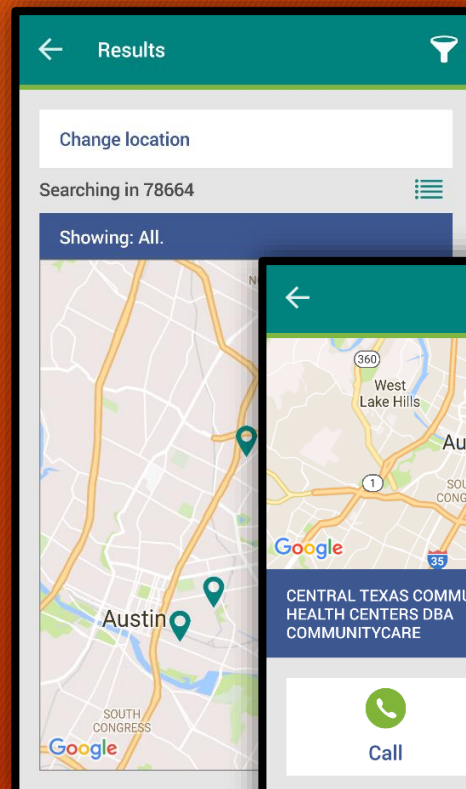 Results
Change location
Searching in 78664
Showing: All.
Austin
SOUTH
CONGRESS
Google
360
West
Lake Hills
1
35
Google
HEALTH CENTERS DBA
COMMUNITYCARE
CENTRAL TEXAS
Call